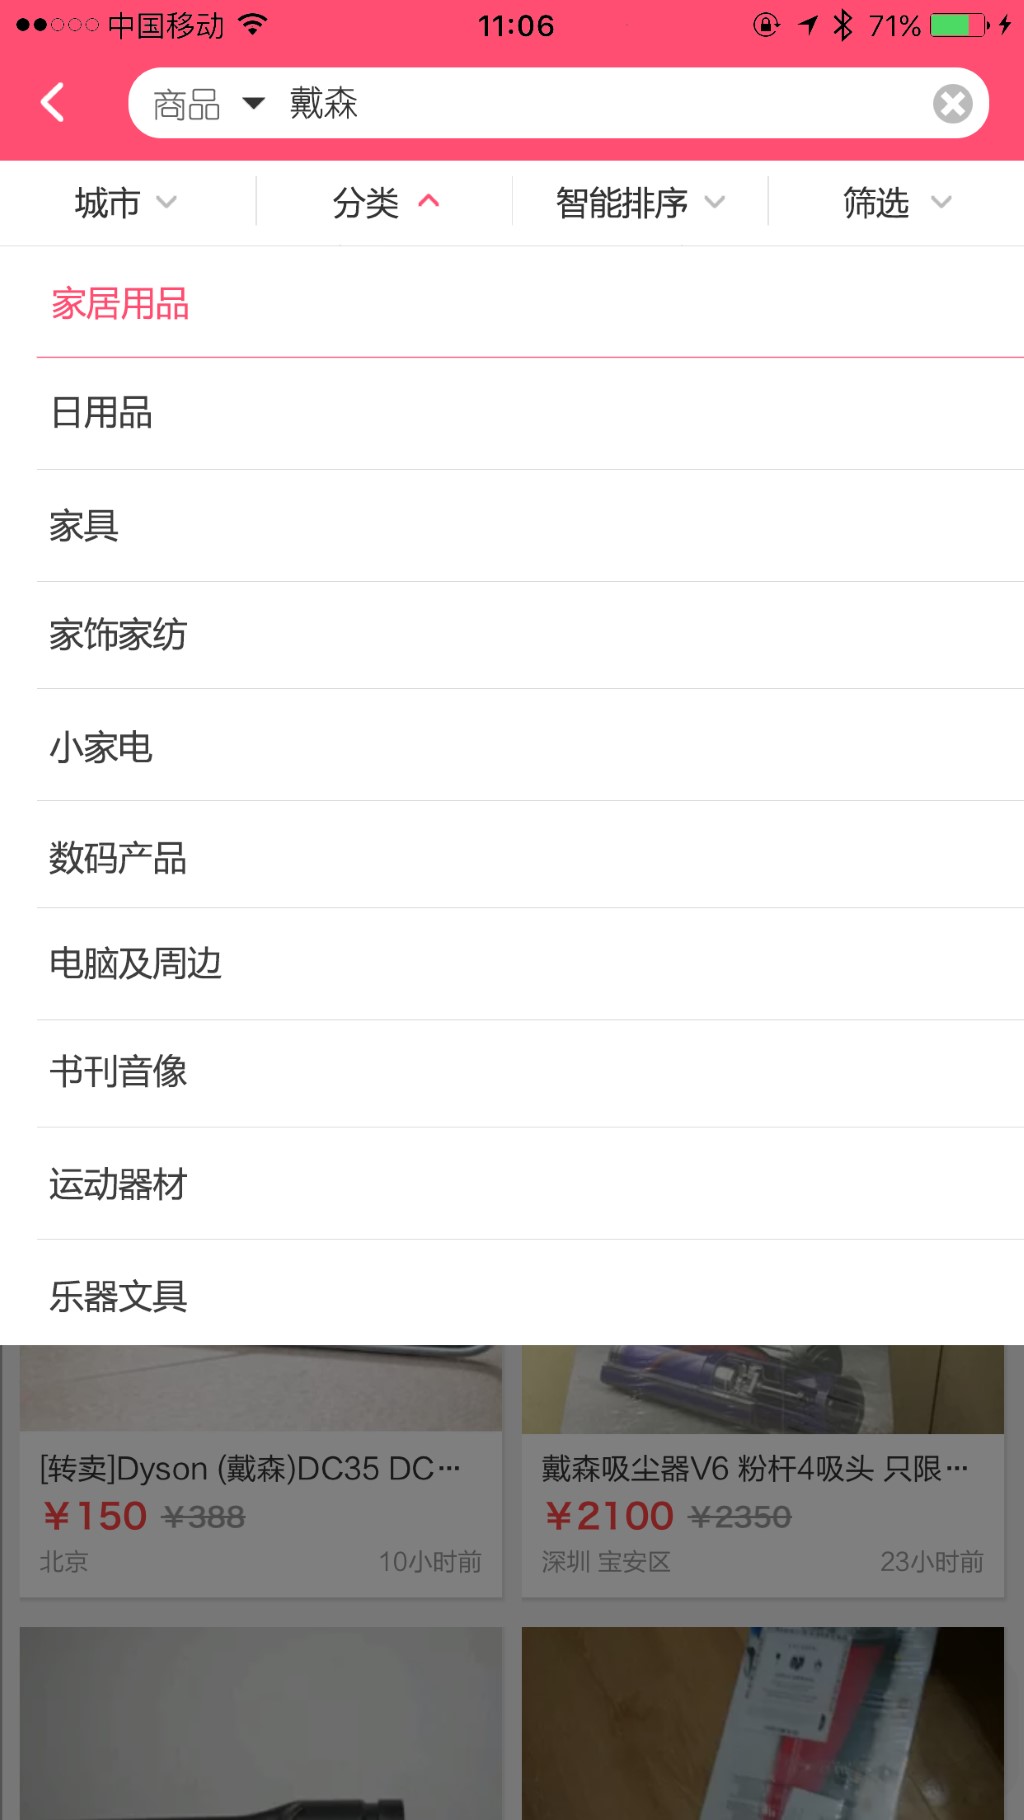 中国移动 11:06 71%
商品 戴森
城市 分类 智能排序 筛选
家居用品
日用品
家具
家饰家纺
小家电
数码产品
电脑及周边
书刊音像
运动器材
乐器文具
[转卖]Dyson (戴森)DC35 DC…
¥150 ¥388
北京 10小时前
戴森吸尘器V6 粉杆4吸头 只限…
¥2100 ¥2350
深圳 宝安区 23小时前